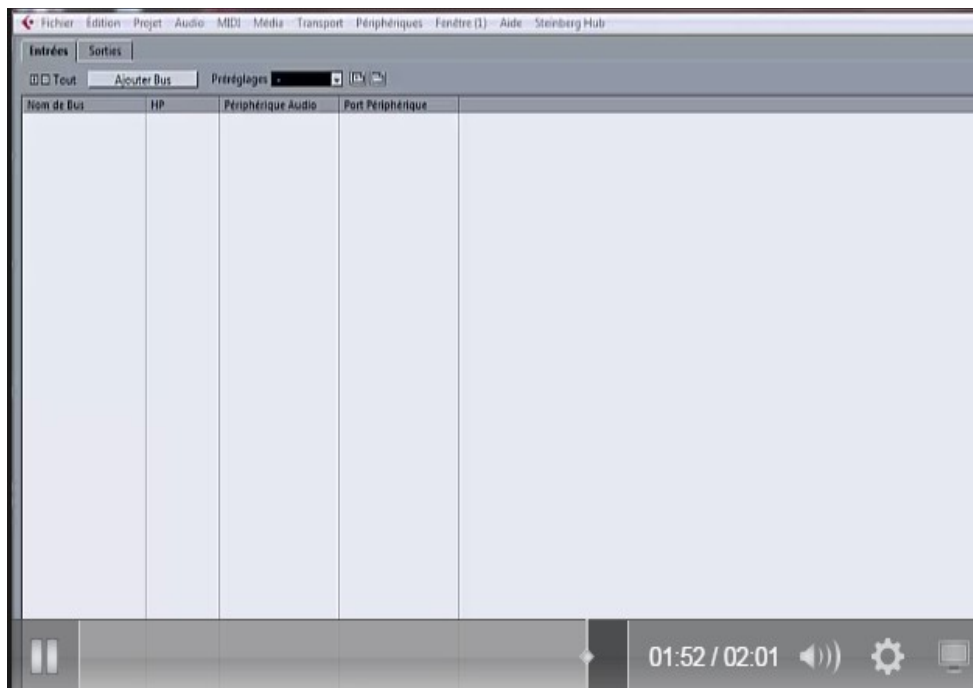 Fichier Édition Projet Audio MIDI Média Transport Périphériques Fenêtre (1) Aide Steinberg Hub
Entrées Sorties
Tout Ajouter Bus Préréglages -
Nom de Bus HP Périphérique Audio Port Périphérique
01:52 / 02:01